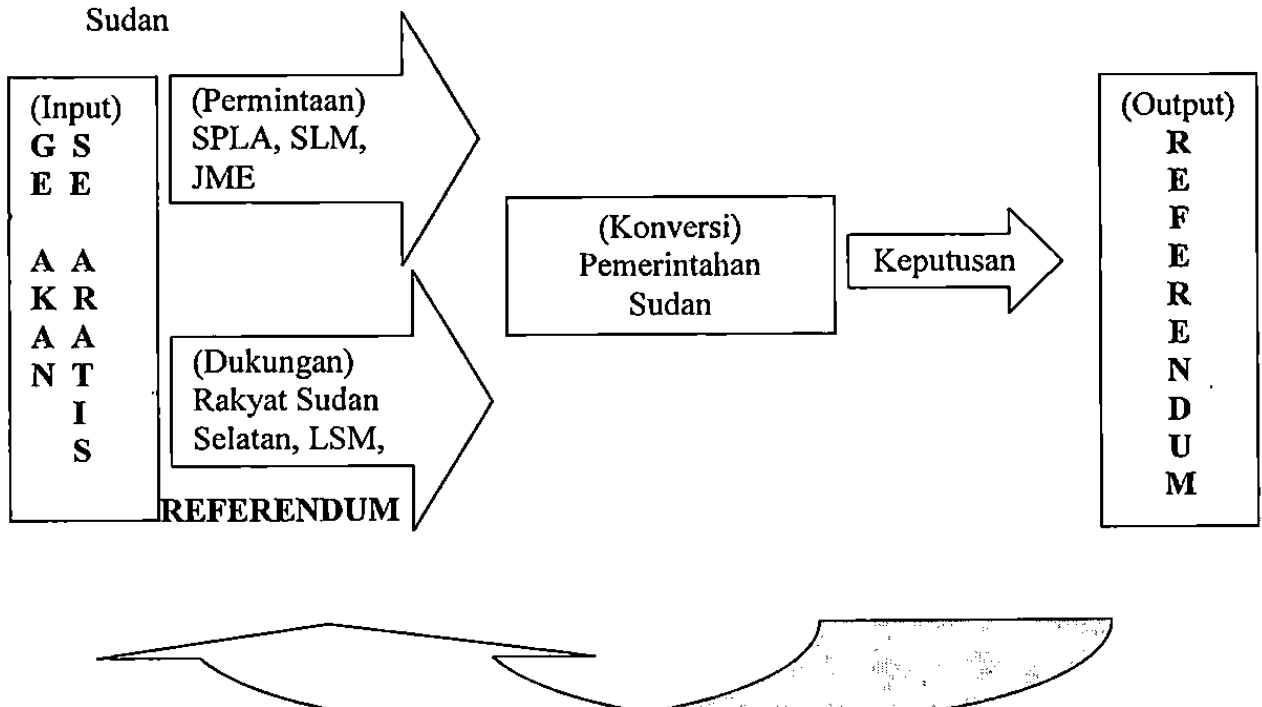 Sudan
(Input)
G S
E E
A A
K R
A A
N T
I
S
(Permintaan)
SPLA, SLM,
JME
(Dukungan)
Rakyat Sudan
Selatan, LSM,
REFERENDUM
(Konversi)
Pemerintahan
Sudan
Keputusan
(Output)
R
E
F
E
R
E
N
D
U
M